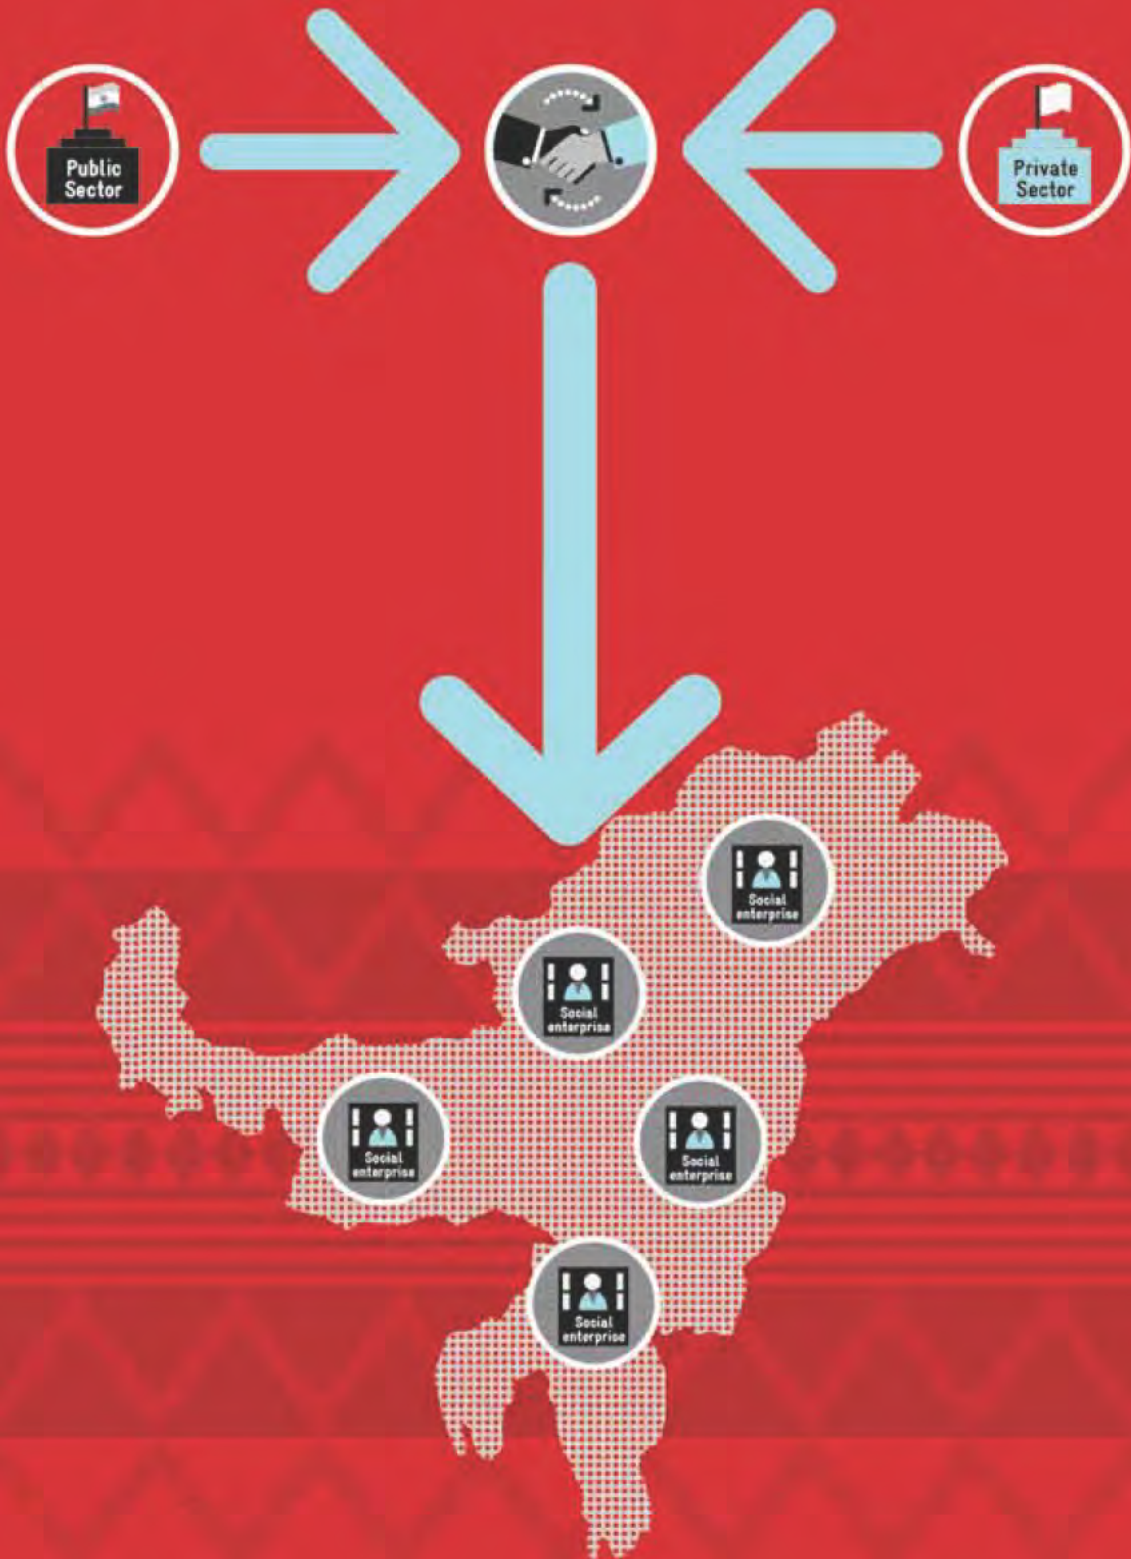 Public
Sector
Private
Sector
Social
enterprise
Social
enterprise
Social
enterprise
Social
enterprise
Social
enterprise